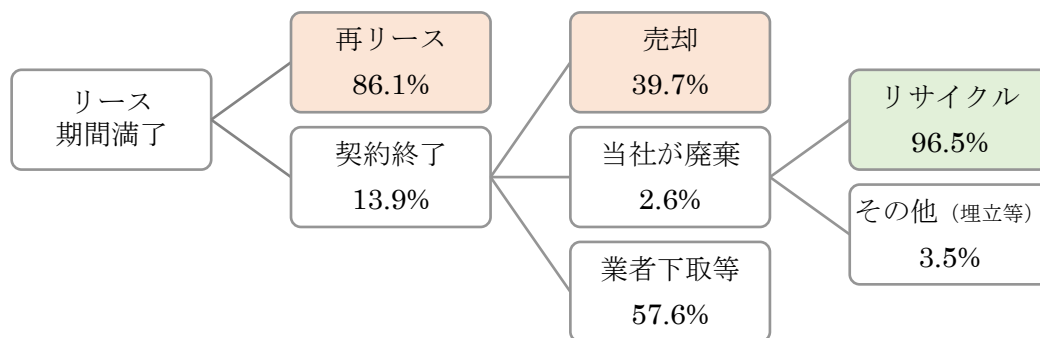 リース
期間満了
再リース
86.1%
契約終了
13.9%
売却
39.7%
当社が廃棄
2.6%
業者下取等
57.6%
リサイクル
96.5%
その他（埋立等）
3.5%